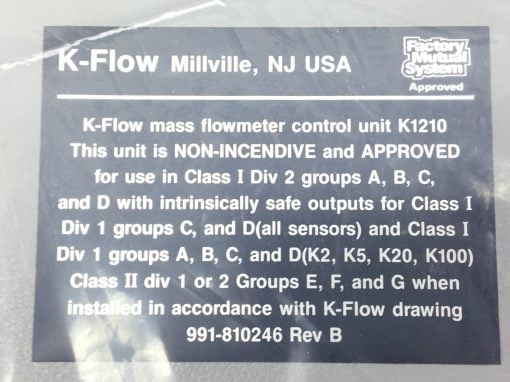 K-Flow Millville, NJ USA
Factory
Mutual
System
Approved
K-Flow mass flowmeter control unit K1210
This unit is NON-INCENDIVE and APPROVED
for use in Class I Div 2 groups A, B, C,
and D with intrinsically safe outputs for Class I
Div 1 groups C, and D(all sensors) and Class I
Div 1 groups A, B, C, and D(K2, K5, K20, K100)
Class II div 1 or 2 Groups E, F, and G when
installed in accordance with K-Flow drawing
991-810246 Rev B